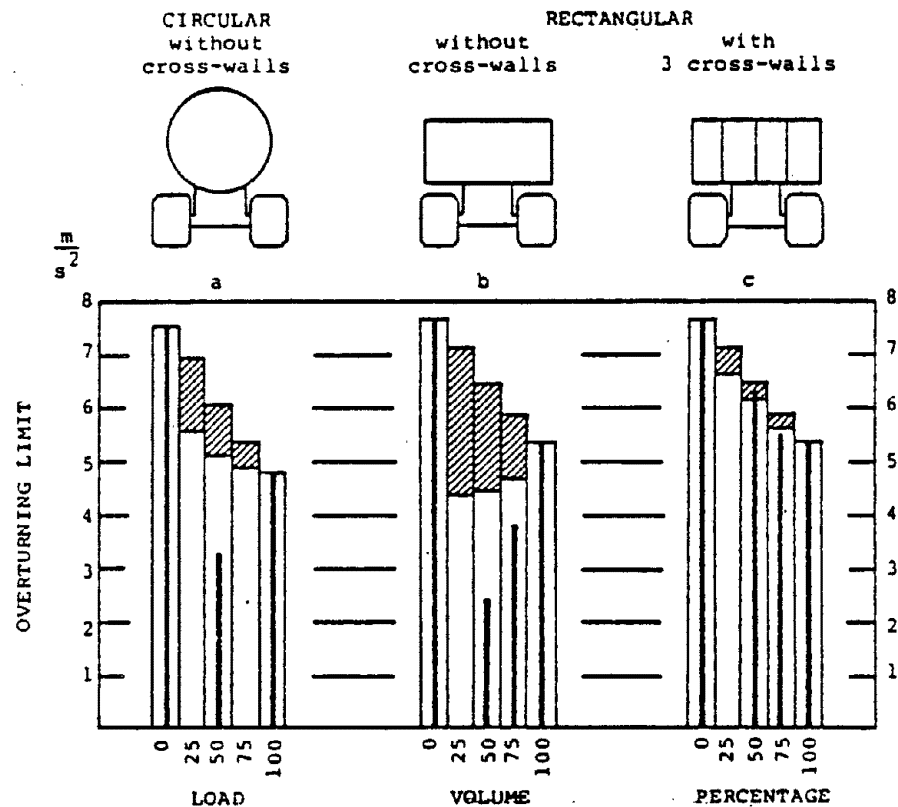 CIRCULAR
without
cross-walls
RECTANGULAR
without
cross-walls
with
3 cross-walls
m
s2
a
b
c
OVERTURNING LIMIT
8
7
6
5
4
3
2
1
8
7
6
5
4
3
2
1
0 25 50 75 100
0 25 50 75 100
0 25 50 75 100
LOAD VOLUME PERCENTAGE